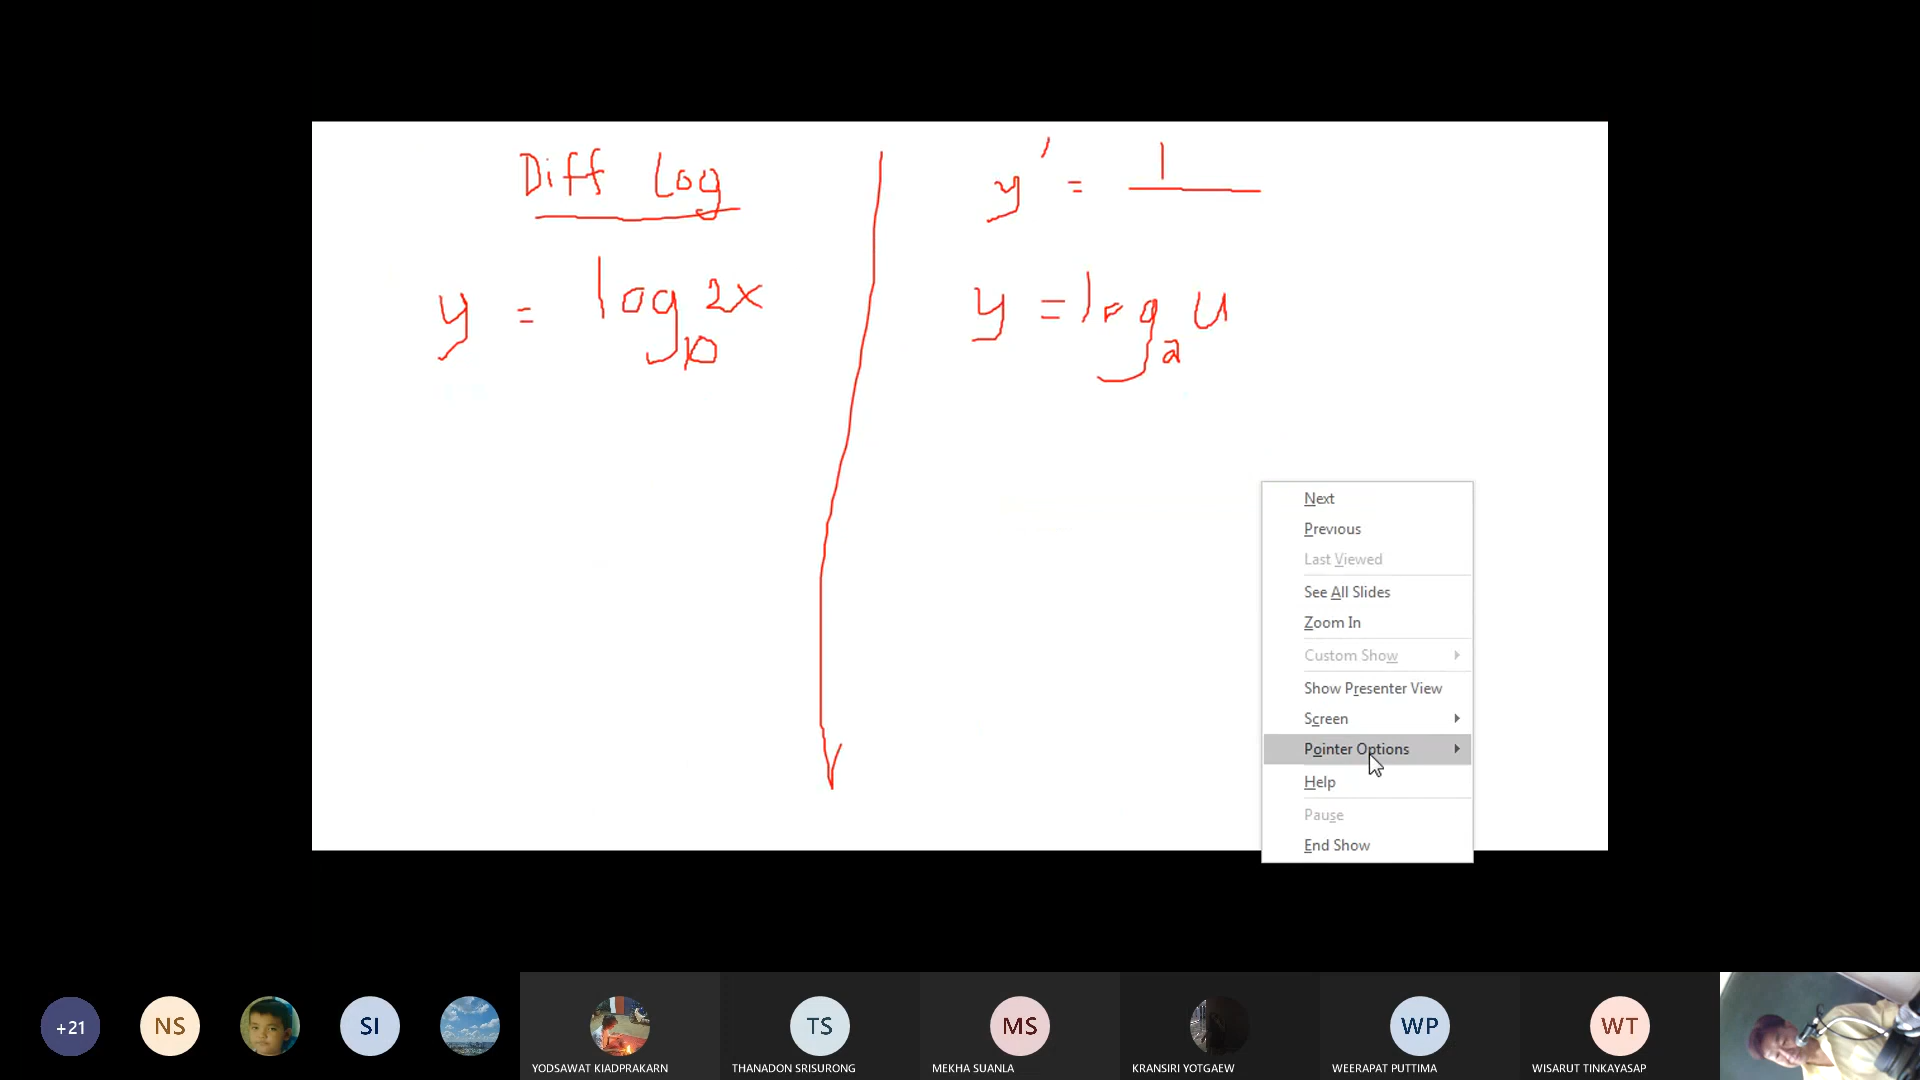 Diff log
y = log₁₀ 2x
y' = 1
y = logₐ u
Next
Previous
Last Viewed
See All Slides
Zoom In
Custom Show
Show Presenter View
Screen
Pointer Options
Help
Pause
End Show
+21
NS
SI
TS
MS
WP
WT
YODSAWAT KIADPRAKARN
THANADON SRISURONG
MEKHA SUANLA
KRANSIRI YOTGAEW
WEERAPAT PUTTIMA
WISARUT TINKAYASAP